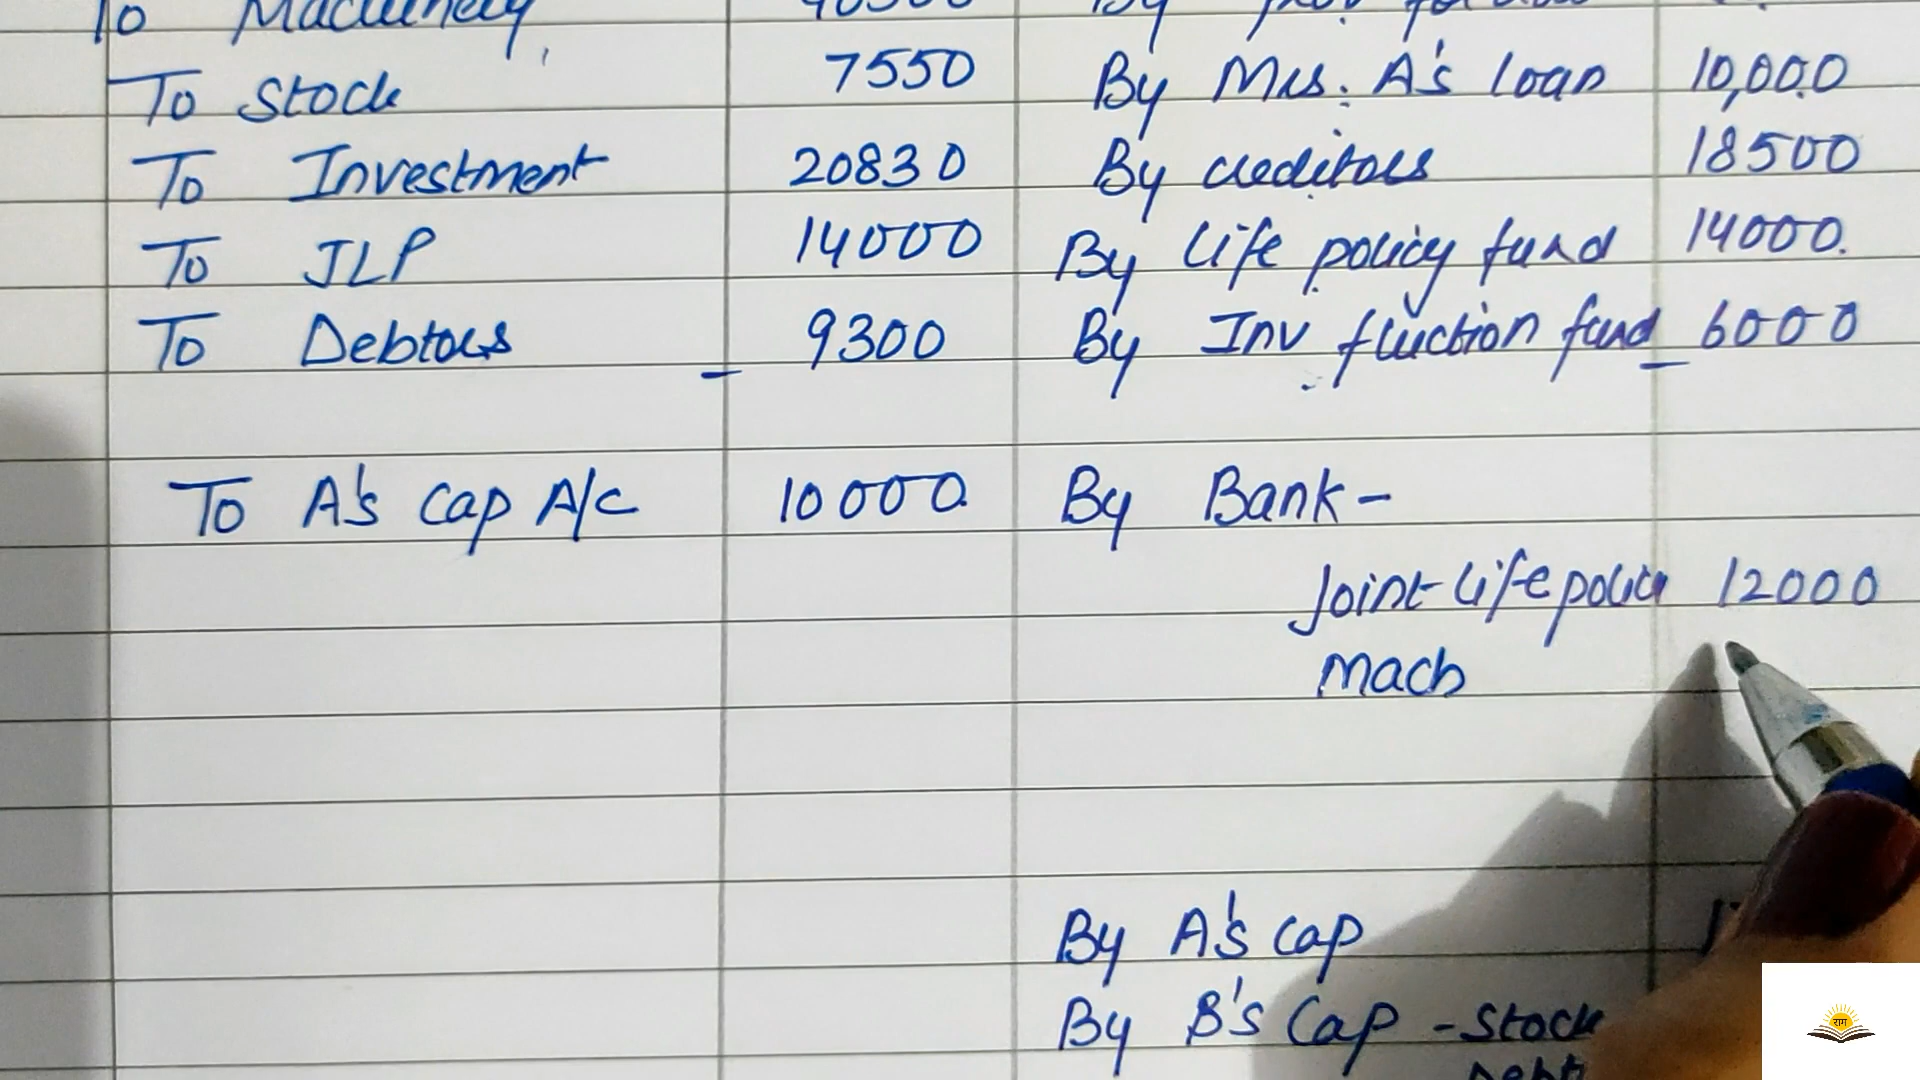 To Machinery
To Stock 7550 By Mrs. A's loan 10,000
To Investment 20830 By creditors 18500
To JLP 14000 By life policy fund 14000.
To Debtors 9300 By Inv fluction fund 6000
To A's Cap A/c 10000. By Bank-
Joint life policy 12000
Mach
By A's Cap
By B's Cap - Stock
राग